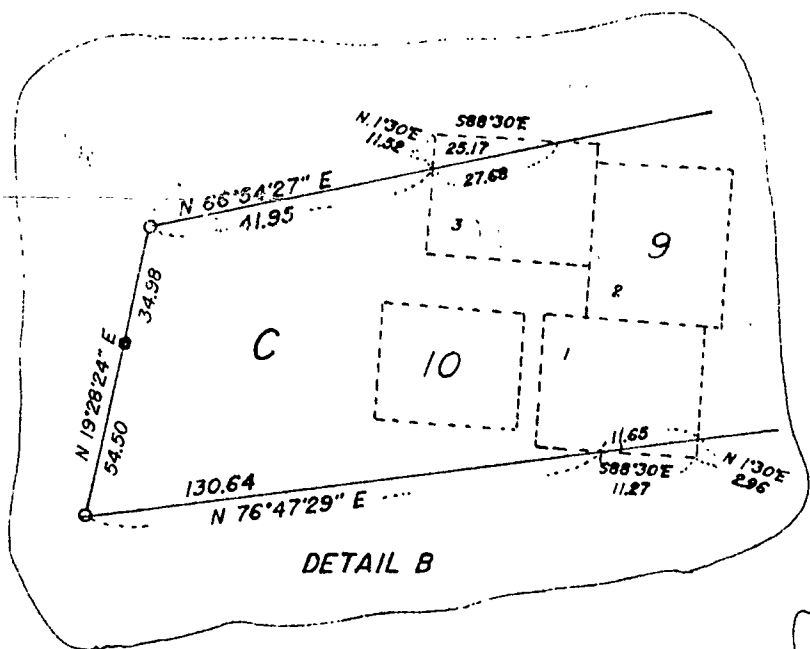 N. 1°30'E
11.52
S88°30'E
25.17
27.68
N 66°54'27" E
41.95
3
9
2
34.98
N 19°28'24" E
54.50
C
10
1
11.65
S88°30'E
11.27
N 1°30'E
2.96
130.64
N 76°47'29" E
DETAIL B